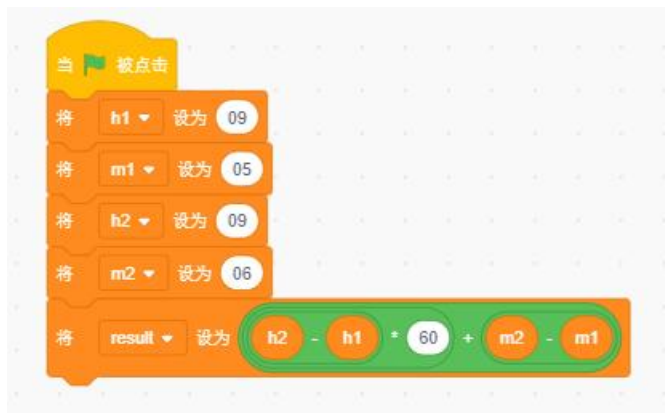 当 被点击
将 h1 设为 09
将 m1 设为 05
将 h2 设为 09
将 m2 设为 06
将 result 设为 h2 - h1 * 60 + m2 - m1